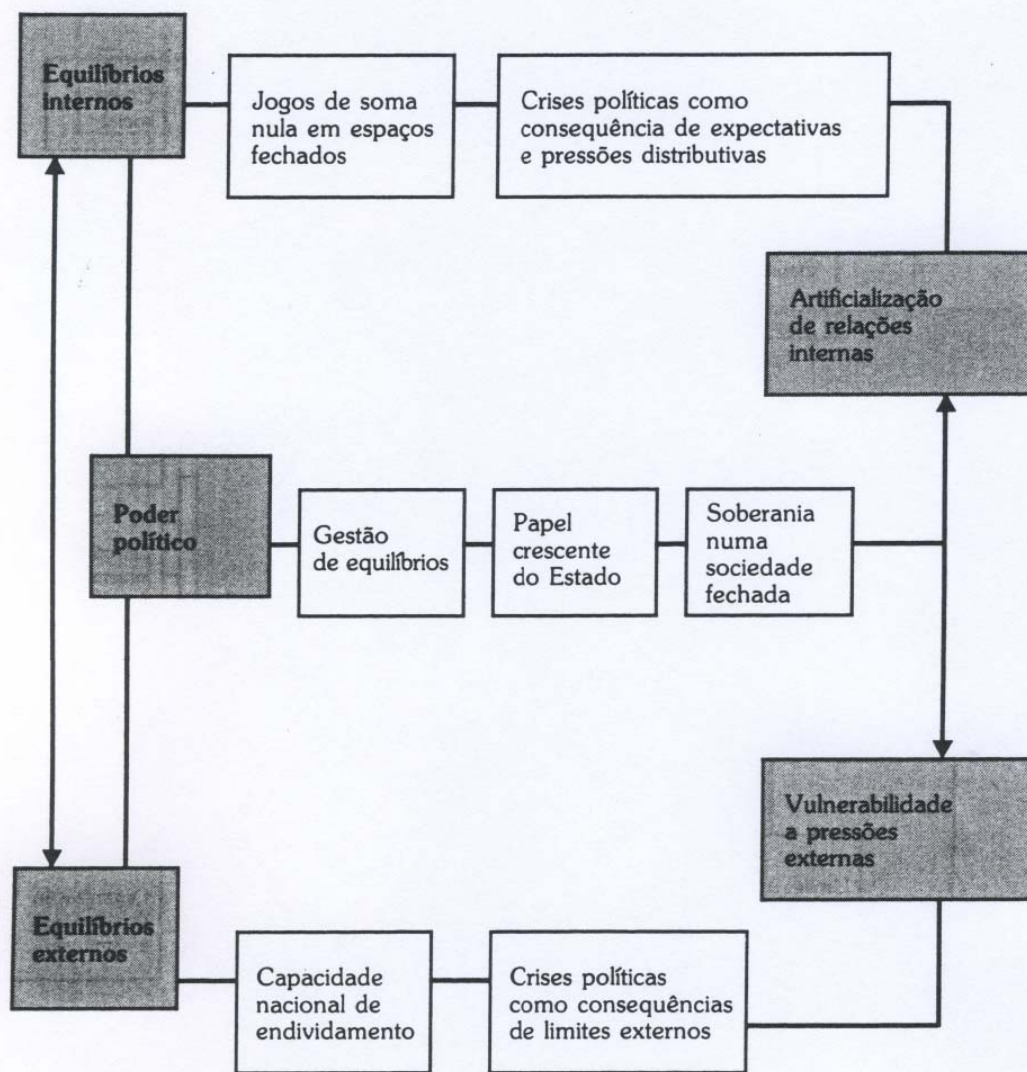 Equilíbrios
internos
Jogos de soma
nula em espaços
fechados
Crises políticas como
consequência de expectativas
e pressões distributivas
Artificialização
de relações
internas
Poder
político
Gestão
de equilíbrios
Papel
crescente
do Estado
Soberania
numa
sociedade
fechada
Vulnerabilidade
a pressões
externas
Equilíbrios
externos
Capacidade
nacional de
endividamento
Crises políticas
como consequências
de limites externos